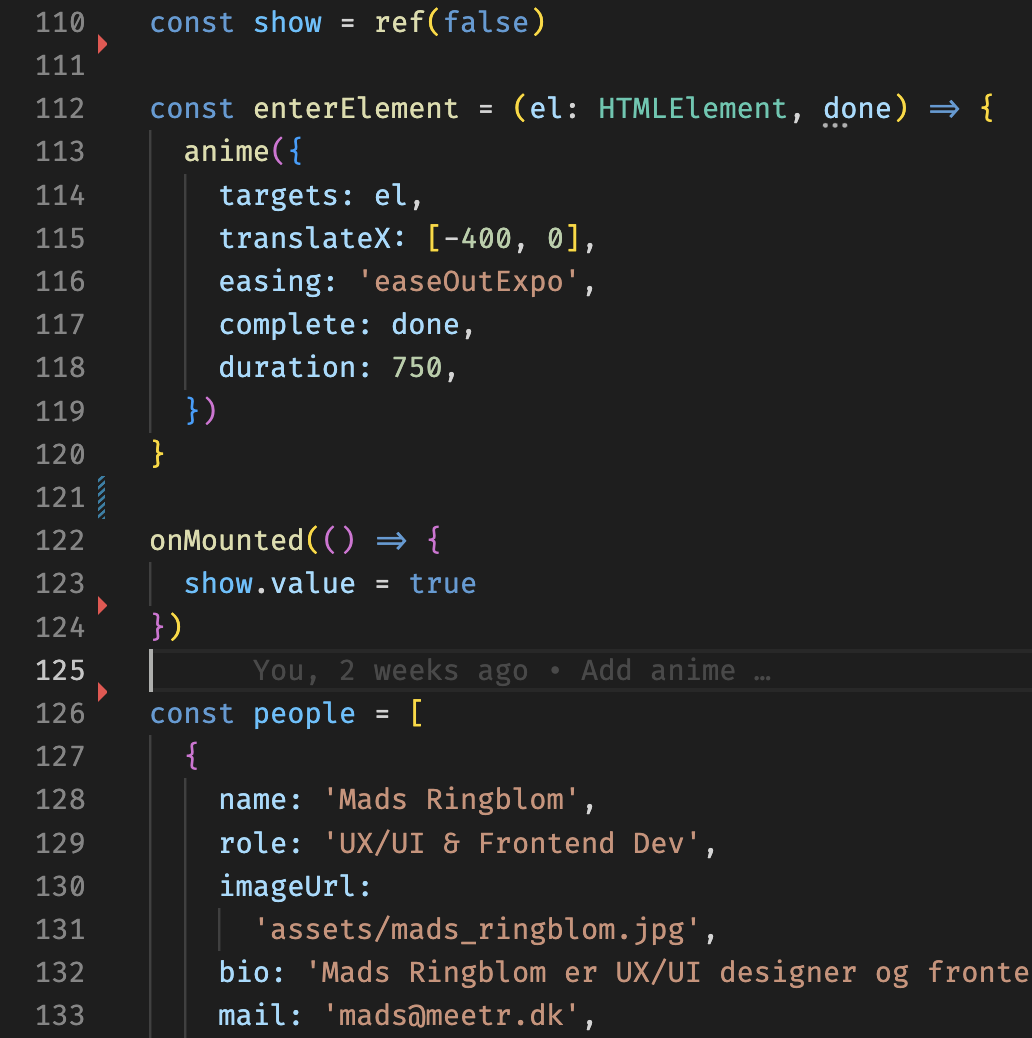 110 const show = ref(false)
111
112 const enterElement = (el: HTMLElement, done) => {
113 anime({
114 targets: el,
115 translateX: [-400, 0],
116 easing: 'easeOutExpo',
117 complete: done,
118 duration: 750,
119 })
120 }
121
122 onMounted(() => {
123 show.value = true
124 })
125 You, 2 weeks ago • Add anime …
126 const people = [
127 {
128 name: 'Mads Ringblom',
129 role: 'UX/UI & Frontend Dev',
130 imageUrl:
131 'assets/mads_ringblom.jpg',
132 bio: 'Mads Ringblom er UX/UI designer og fronte
133 mail: 'mads@meetr.dk',